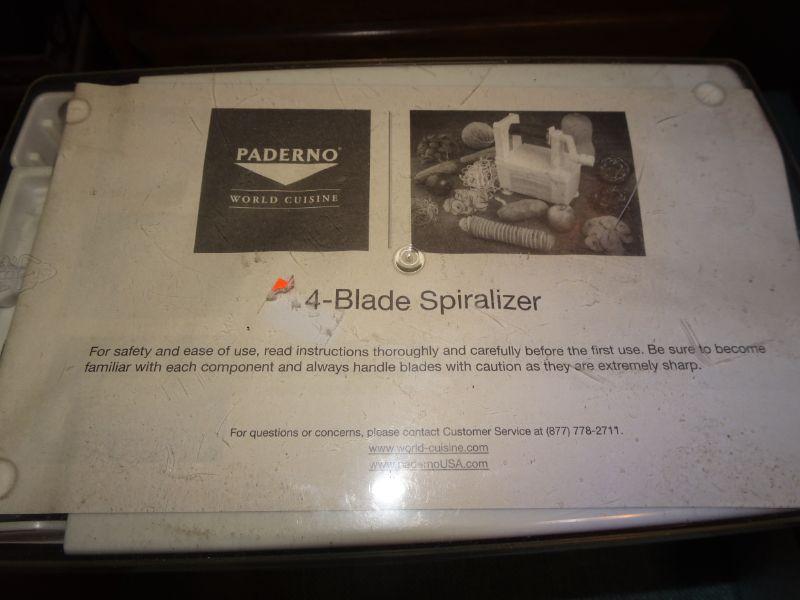 PADERNO®
WORLD CUISINE
4-Blade Spiralizer
For safety and ease of use, read instructions thoroughly and carefully before the first use. Be sure to become
familiar with each component and always handle blades with caution as they are extremely sharp.
For questions or concerns, please contact Customer Service at (877) 778-2711.
www.world-cuisine.com
www.padernoUSA.com